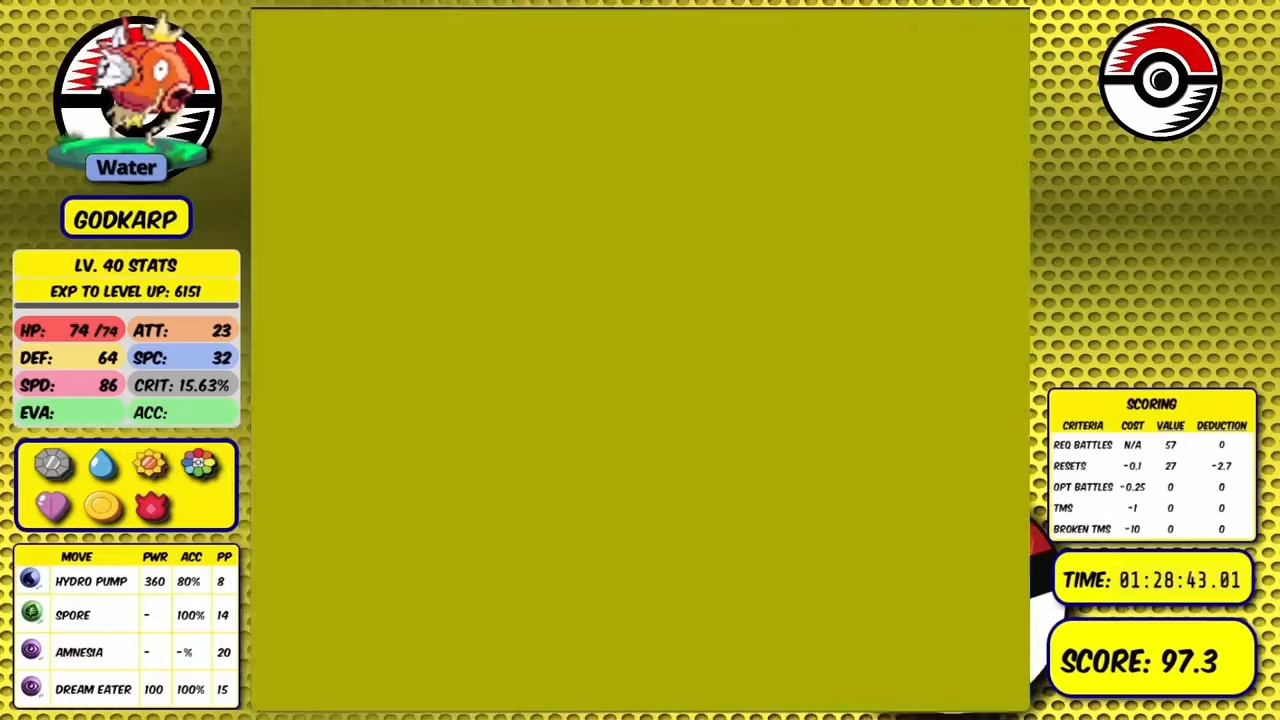 Water
GODKARP
LV. 40 STATS
EXP TO LEVEL UP: 6151
HP: 74 /74 ATT: 23
DEF: 64 SPC: 32
SPD: 86 CRIT: 15.63%
EVA: ACC:
MOVE PWR ACC PP
HYDRO PUMP 360 80% 8
SPORE - 100% 14
AMNESIA - -% 20
DREAM EATER 100 100% 15
SCORING
CRITERIA COST VALUE DEDUCTION
REQ BATTLES N/A 57 0
RESETS -0.1 27 -2.7
OPT BATTLES -0.25 0 0
TMS -1 0 0
BROKEN TMS -10 0 0
TIME: 01:28:43.01
SCORE: 97.3